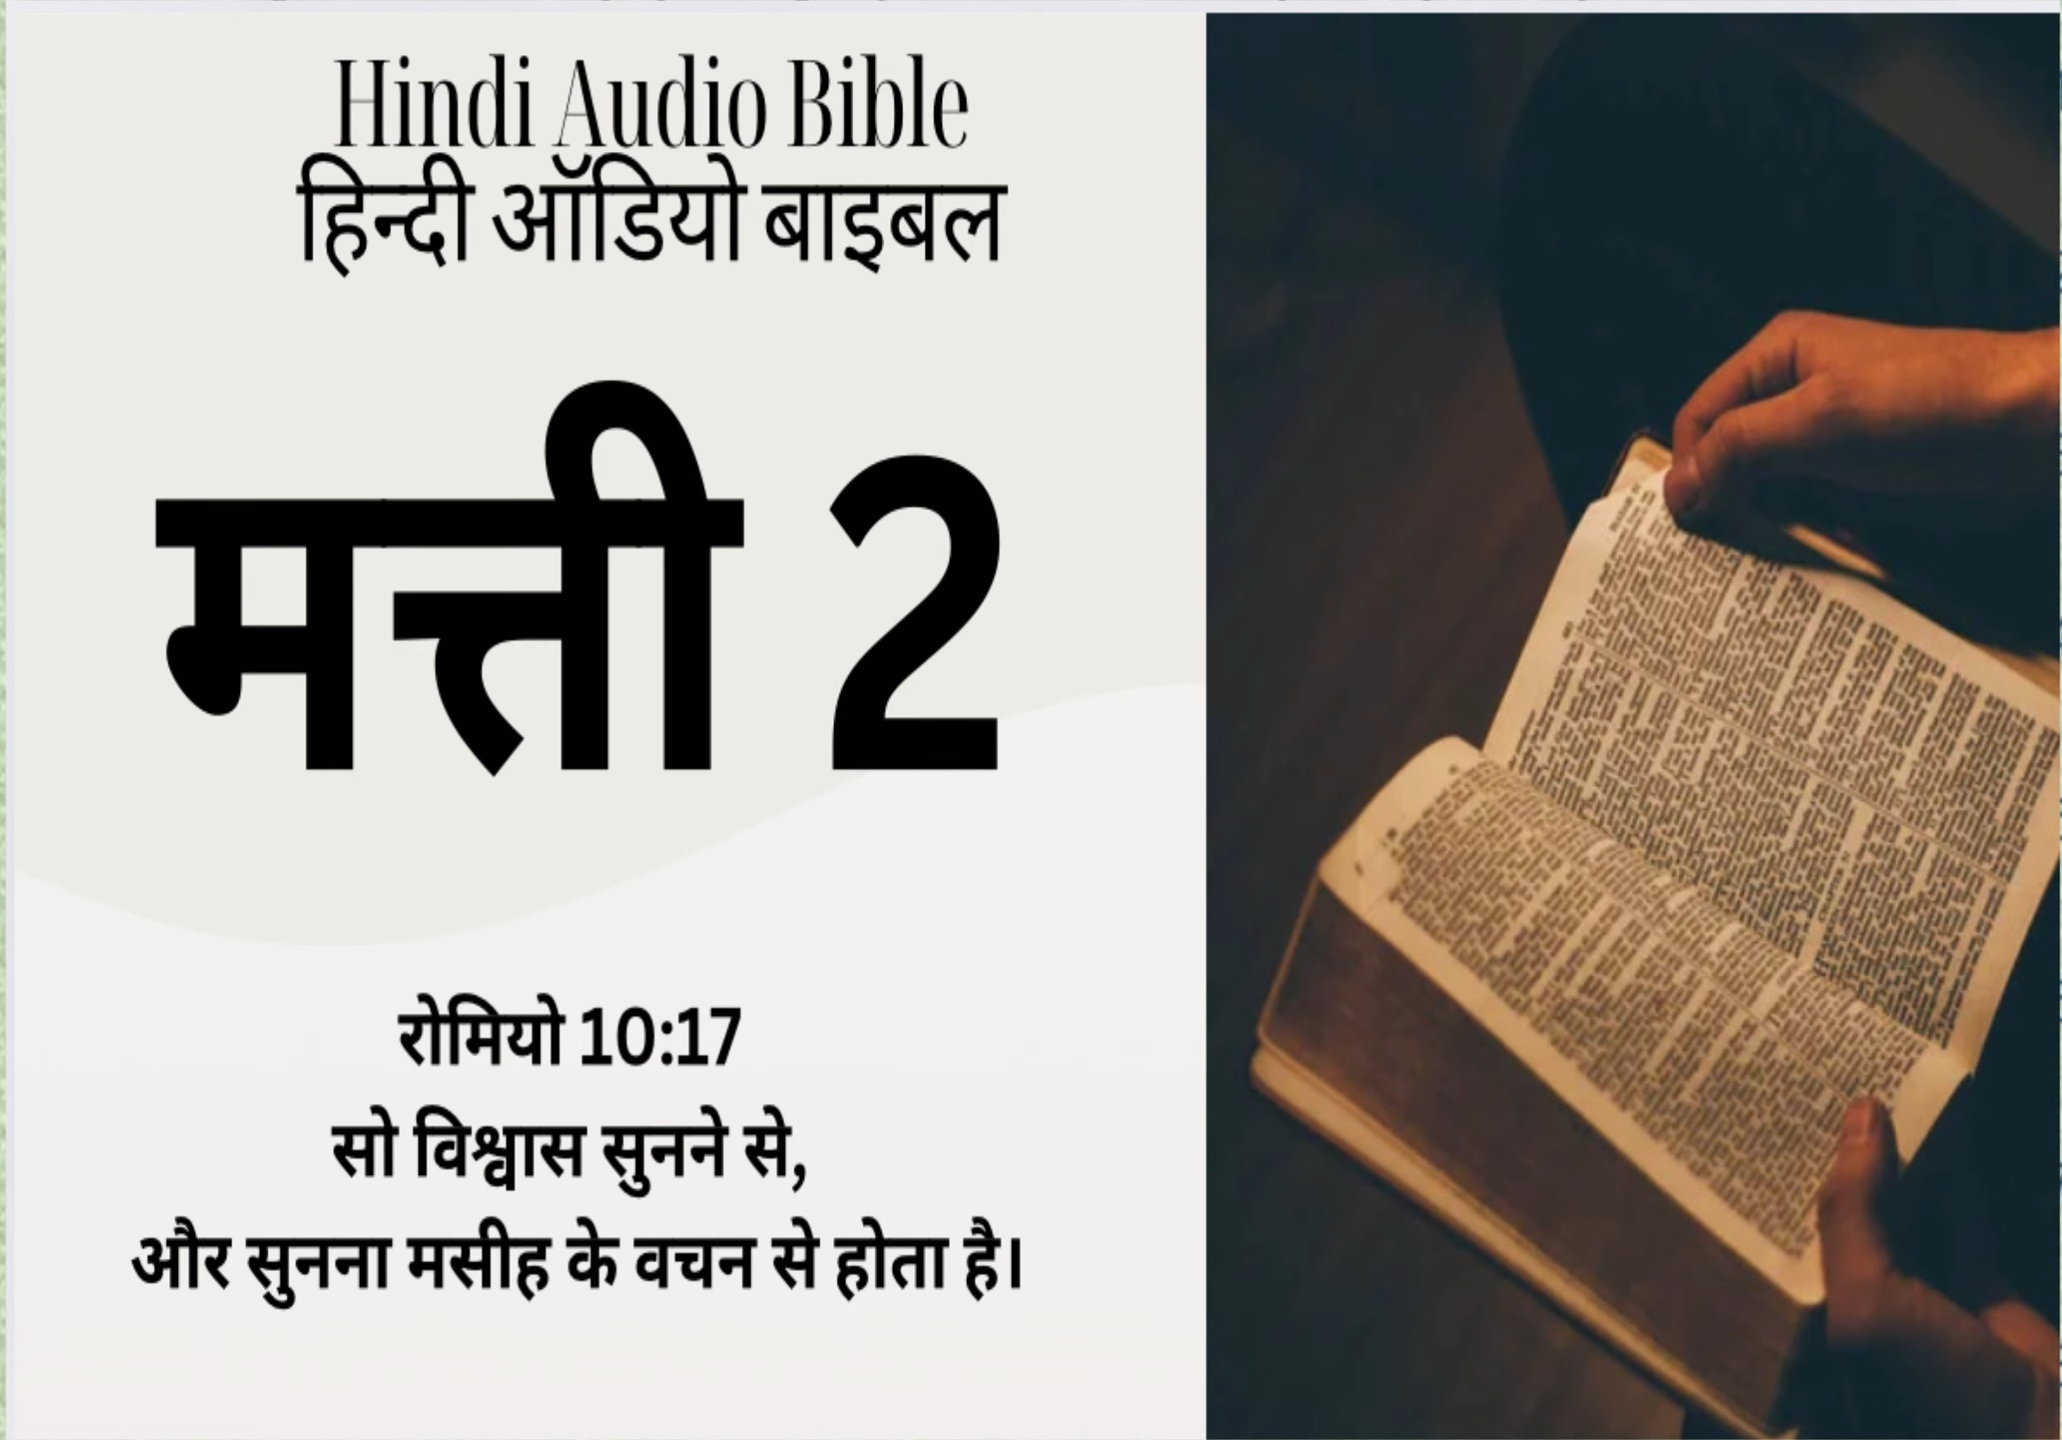 Hindi Audio Bible
हिन्दी ऑडियो बाइबल
मत्ती 2
रोमियो 10:17
सो विश्वास सुनने से,
और सुनना मसीह के वचन से होता है।